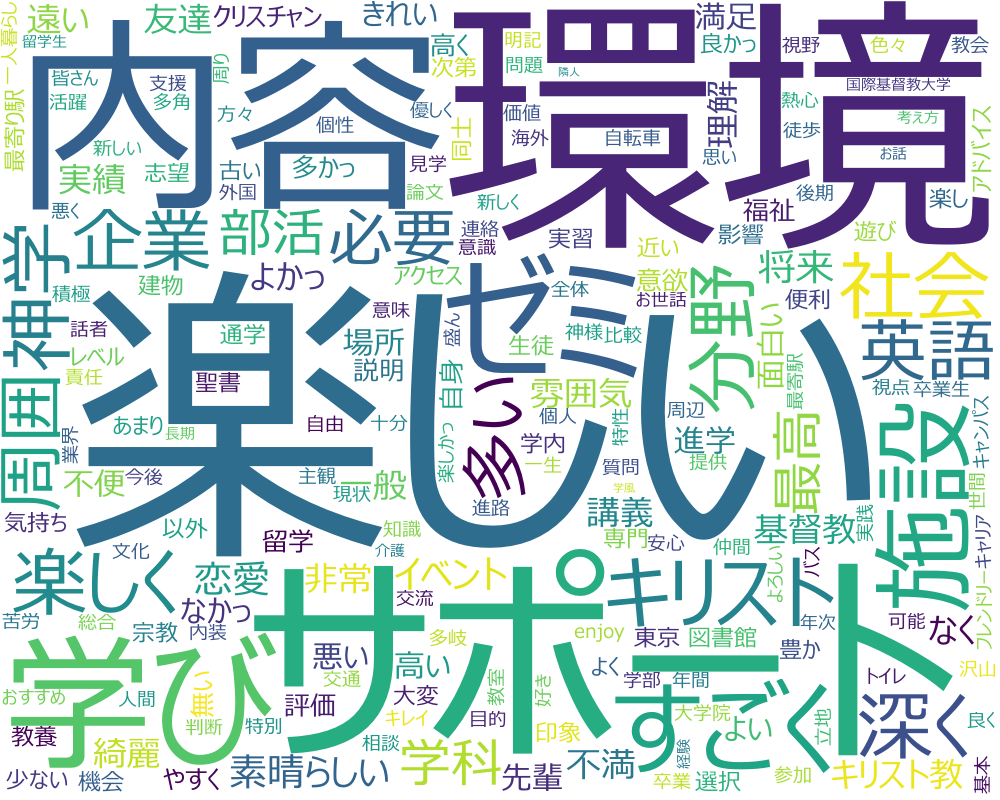 遠い
友達
クリスチャン
きれい
満足
視野
色々
教会
留学生
一人暮らし
内容
環境
高く
明記
良かっ
次第
問題
隣人
国際基督教大学
皆さん
支援
周り
活躍
多角
方々
優しく
価値
理解
熱心
個性
同士
海外
自転車
徒歩
考え方
アドバイス
最寄り駅
新しい
古い
多かっ
見学
思い
お話
実績
志望
外国
論文
後期
楽し
悪く
新しく
福祉
神学
企業
部活
必要
連絡
意識
実習
影響
遊び
よかっ
近い
積極
建物
アクセス
ゼミ
全体
意欲
分野
将来
社会
話者
通学
意味
盛ん
お世話
便利
楽しい
場所
神様
比較
生徒
面白い
英語
レベル
責任
聖書
説明
自身
多い
雰囲気
最寄駅
視点
卒業生
周囲
あまり
自由
十分
個人
特性
周辺
最高
施設
キャンパス
業界
長期
楽しかっ
学内
進学
不便
今後
主観
現状
一般
一生
質問
提供
世間
気持ち
以外
進路
学風
講義
基督教
実践
文化
留学
知識
専門
安心
仲間
キャリア
フレンドリー
楽しく
恋愛
介護
非常
イベント
キリスト
よろしい
バス
苦労
総合
なかっ
交流
年次
可能
なく
宗教
内装
サポート
多岐
enjoy
東京
図書館
豊か
学び
悪い
高い
教室
好き
よく
すごく
学部
年間
トイレ
沢山
おすすめ
人間
無い
交通
大変
評価
キレイ
目的
印象
大学院
よい
立地
深く
良く
教養
判断
特別
綺麗
相談
学科
経験
少ない
機会
やすく
素晴らしい
先輩
不満
卒業
選択
参加
キリスト教
基本